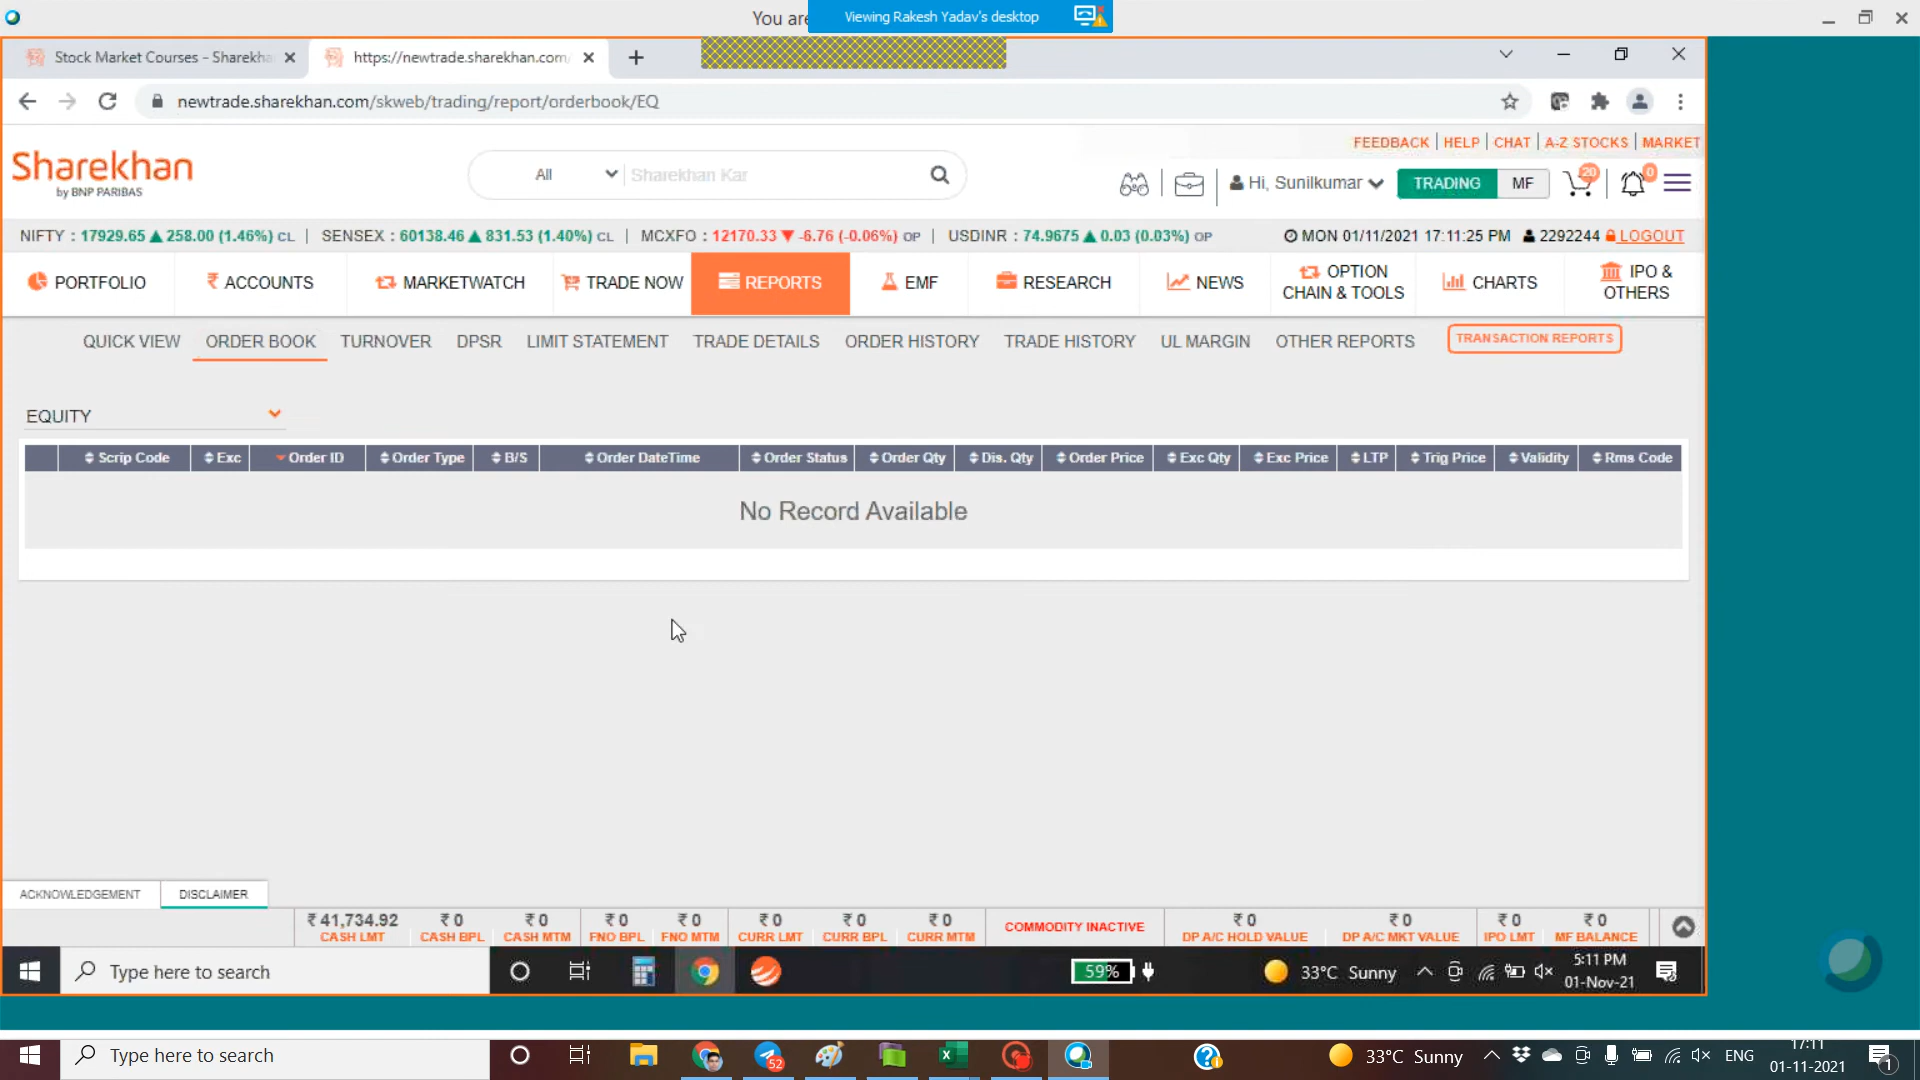 You are
Viewing Rakesh Yadav's desktop
Stock Market Courses - Sharekha
https://newtrade.sharekhan.com/
newtrade.sharekhan.com/skweb/trading/report/orderbook/EQ
FEEDBACK | HELP | CHAT | A-Z STOCKS | MARKET
Sharekhan
by BNP PARIBAS
All
Sharekhan Kar
Hi, Sunilkumar
TRADING
MF
20
0
NIFTY : 17929.65 ▲ 258.00 (1.46%) CL | SENSEX : 60138.46 ▲ 831.53 (1.40%) CL | MCXFO : 12170.33 ▼ -6.76 (-0.06%) OP | USDINR : 74.9675 ▲ 0.03 (0.03%) OP
MON 01/11/2021 17:11:25 PM 2292244 LOGOUT
PORTFOLIO
₹ ACCOUNTS
MARKETWATCH
TRADE NOW
REPORTS
EMF
RESEARCH
NEWS
OPTION
CHAIN & TOOLS
CHARTS
IPO &
OTHERS
QUICK VIEW ORDER BOOK TURNOVER DPSR LIMIT STATEMENT TRADE DETAILS ORDER HISTORY TRADE HISTORY UL MARGIN OTHER REPORTS TRANSACTION REPORTS
EQUITY
Scrip Code Exc Order ID Order Type B/S Order DateTime Order Status Order Qty Dis. Qty Order Price Exc Qty Exc Price LTP Trig Price Validity Rms Code
No Record Available
ACKNOWLEDGEMENT DISCLAIMER
₹ 41,734.92 ₹ 0 ₹ 0 ₹ 0 ₹ 0 ₹ 0 ₹ 0 ₹ 0 COMMODITY INACTIVE ₹ 0 ₹ 0 ₹ 0 ₹ 0
CASH LMT CASH BPL CASH MTM FNO BPL FNO MTM CURR LMT CURR BPL CURR MTM DP A/C HOLD VALUE DP A/C MKT VALUE IPO LMT MF BALANCE
Type here to search
59%
33°C Sunny
5:11 PM
01-Nov-21
Type here to search
52
33°C Sunny
ENG
17:11
01-11-2021
1